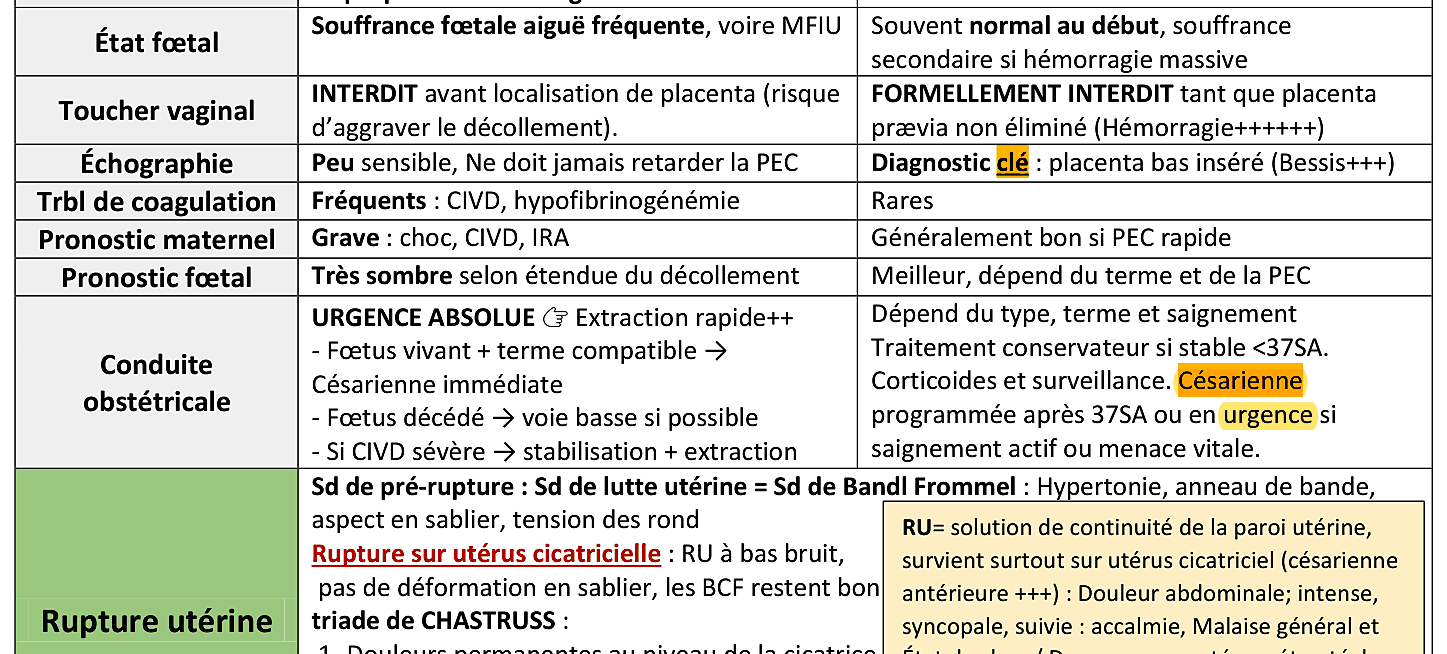 État fœtal
Souffrance fœtale aiguë fréquente, voire MFIU
Souvent normal au début, souffrance
secondaire si hémorragie massive
Toucher vaginal
INTERDIT avant localisation de placenta (risque
d’aggraver le décollement).
FORMELLEMENT INTERDIT tant que placenta
prævia non éliminé (Hémorragie++++++)
Échographie
Peu sensible, Ne doit jamais retarder la PEC
Diagnostic clé : placenta bas inséré (Bessis+++)
Trbl de coagulation
Fréquents : CIVD, hypofibrinogénémie
Rares
Pronostic maternel
Grave : choc, CIVD, IRA
Généralement bon si PEC rapide
Pronostic fœtal
Très sombre selon étendue du décollement
Meilleur, dépend du terme et de la PEC
Conduite
obstétricale
URGENCE ABSOLUE 👉 Extraction rapide++
- Fœtus vivant + terme compatible →
Césarienne immédiate
- Fœtus décédé → voie basse si possible
- Si CIVD sévère → stabilisation + extraction
Dépend du type, terme et saignement
Traitement conservateur si stable <37SA.
Corticoides et surveillance. Césarienne
programmée après 37SA ou en urgence si
saignement actif ou menace vitale.
Rupture utérine
Sd de pré-rupture : Sd de lutte utérine = Sd de Bandl Frommel : Hypertonie, anneau de bande,
aspect en sablier, tension des rond
Rupture sur utérus cicatricielle : RU à bas bruit,
pas de déformation en sablier, les BCF restent bon
triade de CHASTRUSS :
1. Douleurs permanentes au niveau de la cicatrice
RU= solution de continuité de la paroi utérine,
survient surtout sur utérus cicatriciel (césarienne
antérieure +++) : Douleur abdominale; intense,
syncopale, suivie : accalmie, Malaise général et